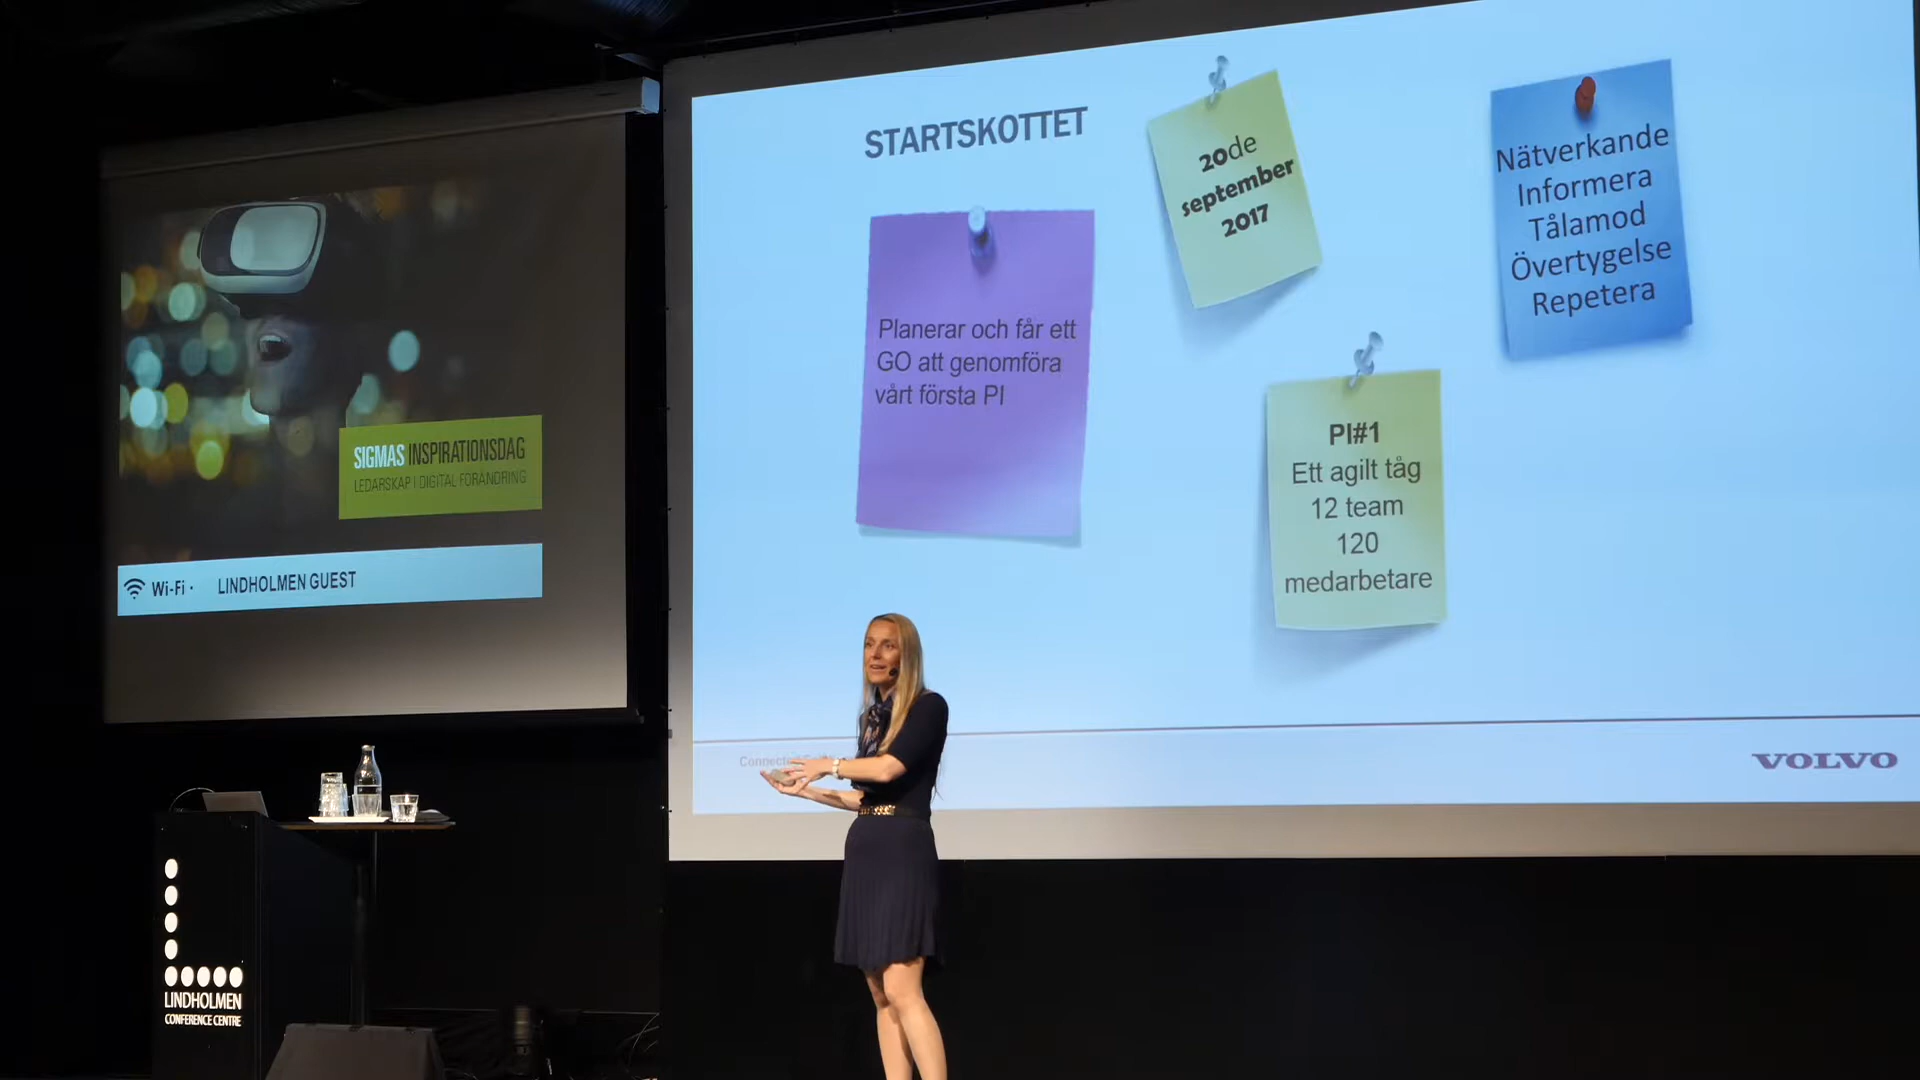 SIGMAS INSPIRATIONSDAG
LEDARSKAP I DIGITAL FÖRÄNDRING
Wi-Fi · LINDHOLMEN GUEST
LINDHOLMEN
CONFERENCE CENTRE
STARTSKOTTET
Planerar och får ett
GO att genomföra
vårt första PI
20de
september
2017
Nätverkande
Informera
Tålamod
Övertygelse
Repetera
PI#1
Ett agilt tåg
12 team
120
medarbetare
Connected
VOLVO